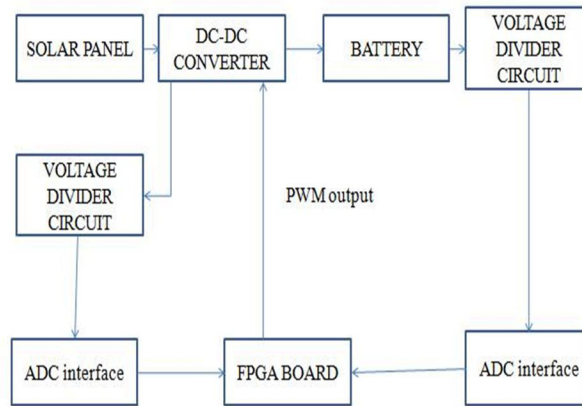 SOLAR PANEL
DC-DC
CONVERTER
BATTERY
VOLTAGE
DIVIDER
CIRCUIT
VOLTAGE
DIVIDER
CIRCUIT
PWM output
ADC interface
FPGA BOARD
ADC interface